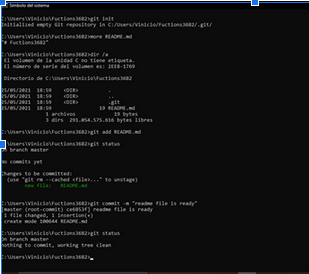 Símbolo del sistema
C:\Users\Vinicio\Fuctions3682>git init
Initialized empty Git repository in C:/Users/Vinicio/Fuctions3682/.git/
C:\Users\Vinicio\Fuctions3682>more README.md
"# Fuctions3682"
C:\Users\Vinicio\Fuctions3682>dir /a
El volumen de la unidad C no tiene etiqueta.
El número de serie del volumen es: 2EE8-1769
Directorio de C:\Users\Vinicio\Fuctions3682
25/05/2021 18:59 <DIR> .
25/05/2021 18:59 <DIR> ..
25/05/2021 18:59 <DIR> .git
25/05/2021 18:59 19 README.md
1 archivos 19 bytes
3 dirs 291.054.575.616 bytes libres
C:\Users\Vinicio\Fuctions3682>git add README.md
C:\Users\Vinicio\Fuctions3682>git status
On branch master
No commits yet
Changes to be committed:
(use "git rm --cached <file>..." to unstage)
new file: README.md
C:\Users\Vinicio\Fuctions3682>git commit -m "readme file is ready"
[master (root-commit) ce6853f] readme file is ready
1 file changed, 1 insertion(+)
create mode 100644 README.md
C:\Users\Vinicio\Fuctions3682>git status
On branch master
nothing to commit, working tree clean
C:\Users\Vinicio\Fuctions3682>